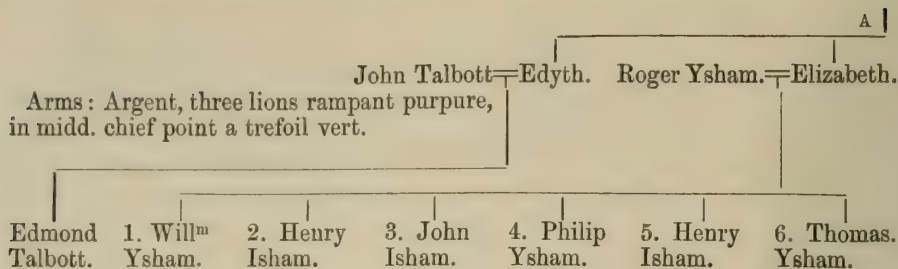 A
John Talbott=Edyth. Roger Ysham.=Elizabeth.
Arms: Argent, three lions rampant purpure,
in midd. chief point a trefoil vert.
Edmond 1. Willᵐ 2. Henry 3. John 4. Philip 5. Henry 6. Thomas.
Talbott. Ysham. Isham. Isham. Ysham. Isham. Ysham.